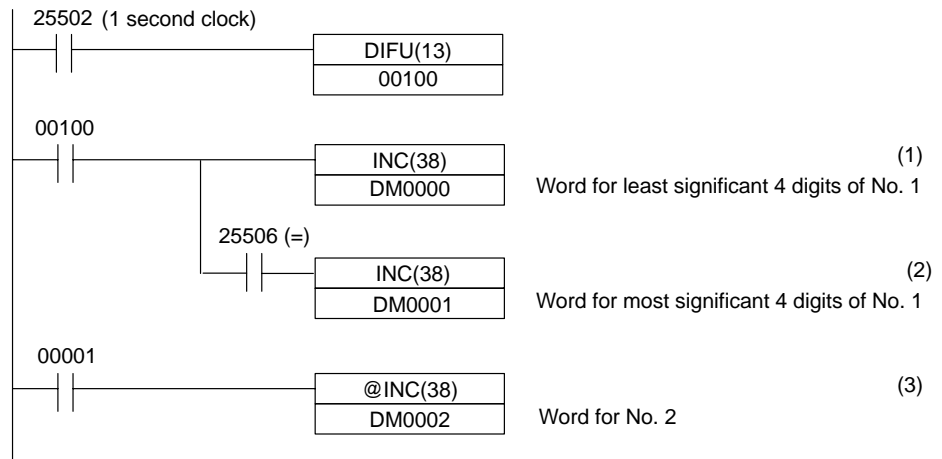 25502 (1 second clock)
DIFU(13)
00100
00100
INC(38)
(1)
DM0000
Word for least significant 4 digits of No. 1
25506 (=)
INC(38)
(2)
DM0001
Word for most significant 4 digits of No. 1
00001
@INC(38)
(3)
DM0002
Word for No. 2